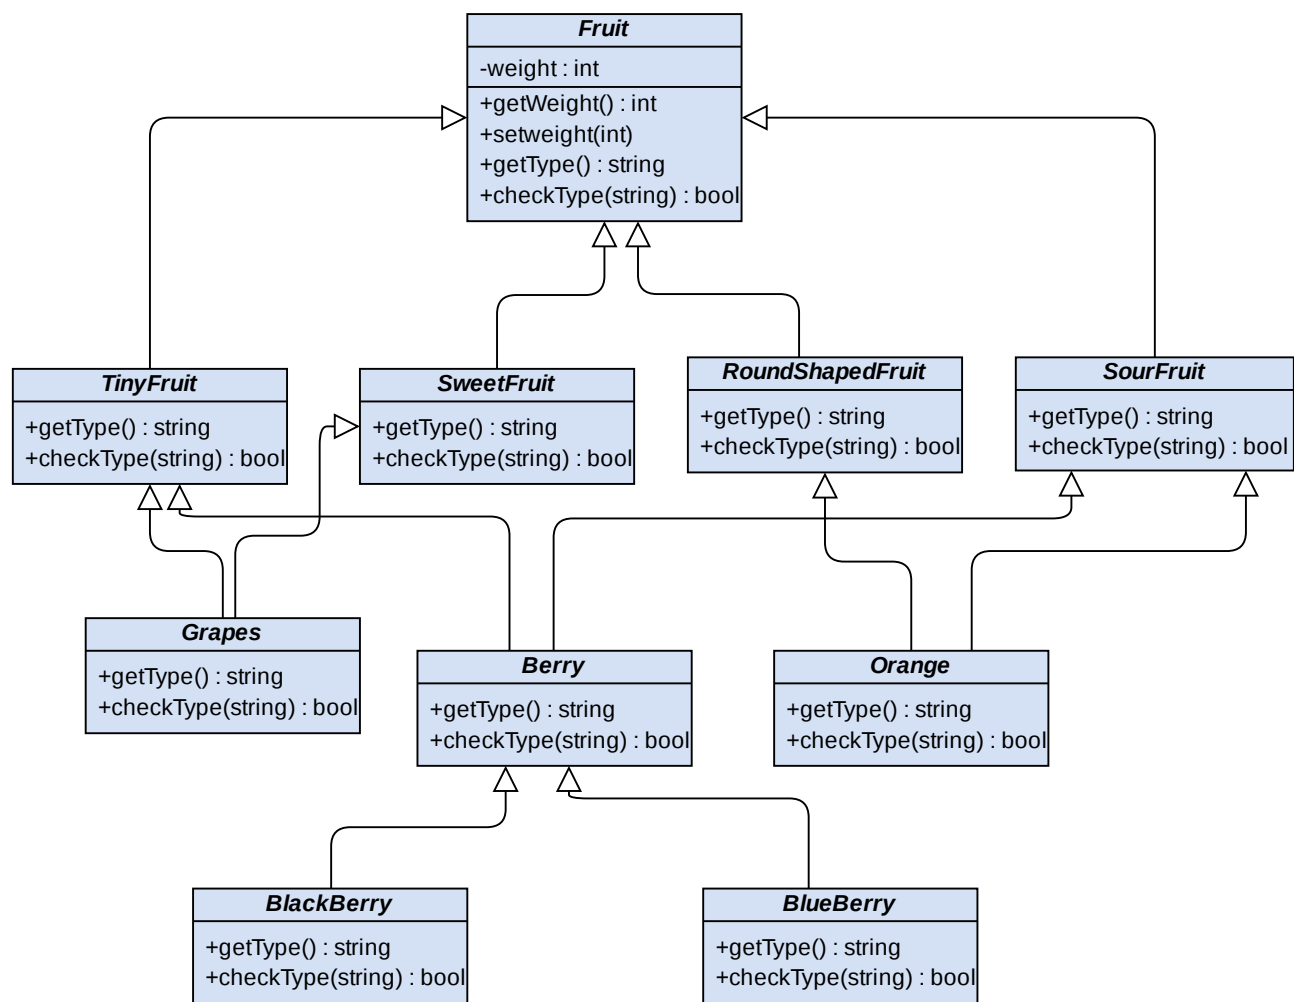 Fruit
-weight : int
+getWeight() : int
+setweight(int)
+getType() : string
+checkType(string) : bool
TinyFruit
+getType() : string
+checkType(string) : bool
SweetFruit
+getType() : string
+checkType(string) : bool
RoundShapedFruit
+getType() : string
+checkType(string) : bool
SourFruit
+getType() : string
+checkType(string) : bool
Grapes
+getType() : string
+checkType(string) : bool
Berry
+getType() : string
+checkType(string) : bool
Orange
+getType() : string
+checkType(string) : bool
BlackBerry
+getType() : string
+checkType(string) : bool
BlueBerry
+getType() : string
+checkType(string) : bool